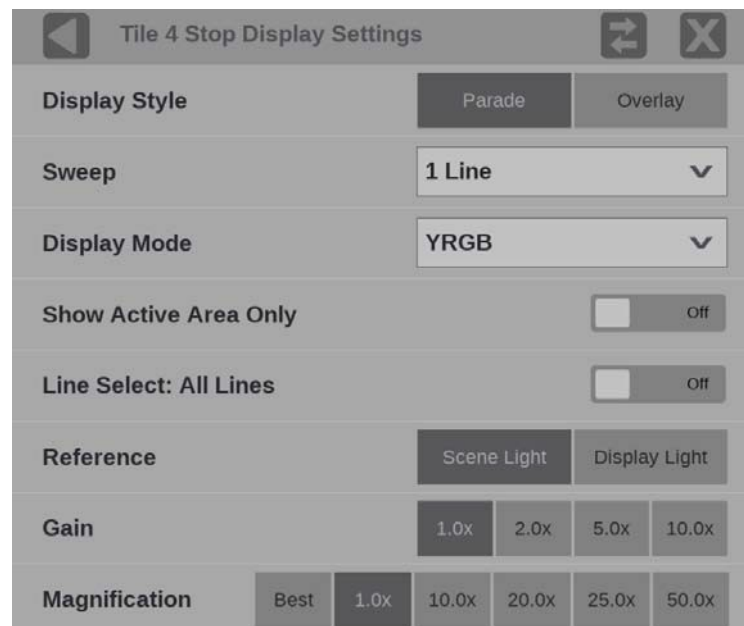 Tile 4 Stop Display Settings
Display Style Parade Overlay
Sweep 1 Line
Display Mode YRGB
Show Active Area Only Off
Line Select: All Lines Off
Reference Scene Light Display Light
Gain 1.0x 2.0x 5.0x 10.0x
Magnification Best 1.0x 10.0x 20.0x 25.0x 50.0x